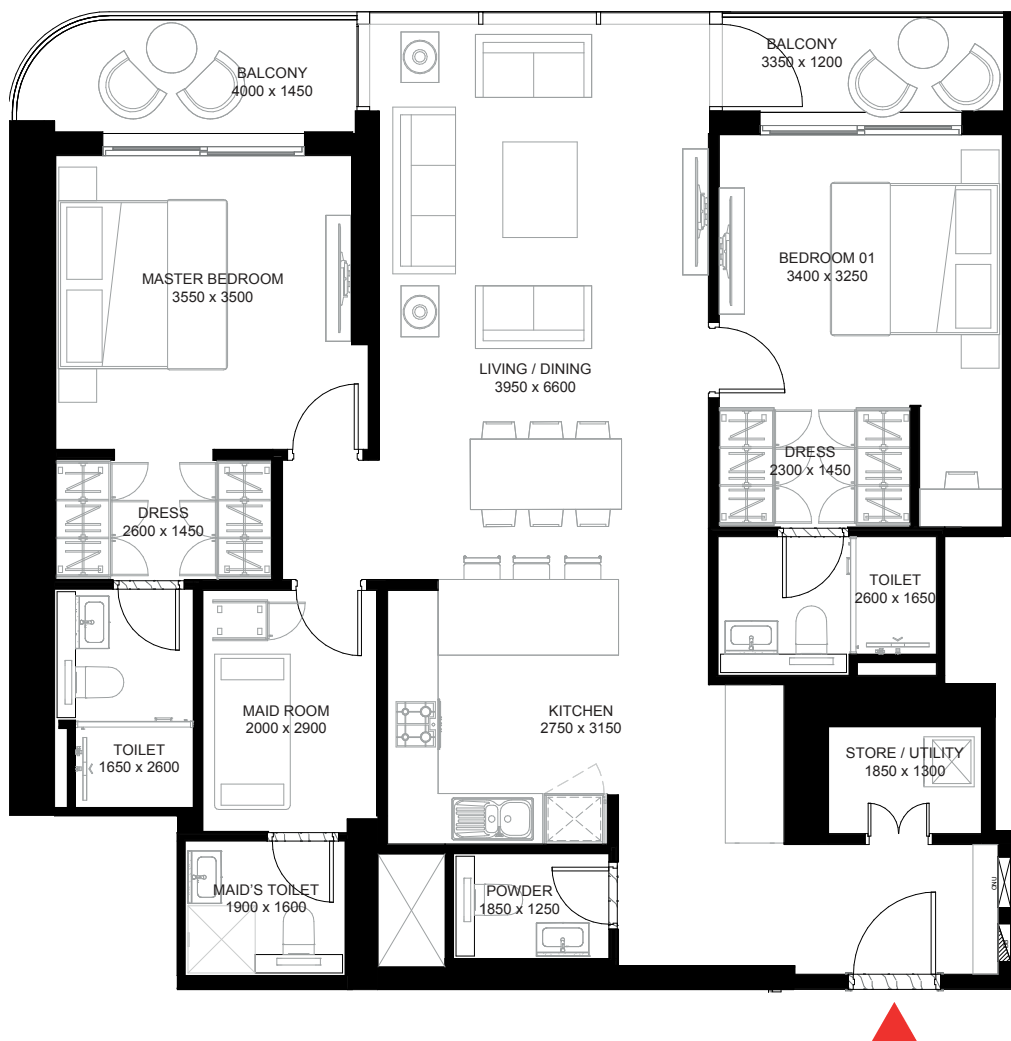 BALCONY
4000 x 1450
BALCONY
3350 x 1200
MASTER BEDROOM
3550 x 3500
BEDROOM 01
3400 x 3250
LIVING / DINING
3950 x 6600
DRESS
2600 x 1450
DRESS
2300 x 1450
TOILET
2600 x 1650
MAID ROOM
2000 x 2900
KITCHEN
2750 x 3150
TOILET
1650 x 2600
STORE / UTILITY
1850 x 1300
MAID'S TOILET
1900 x 1600
POWDER
1850 x 1250